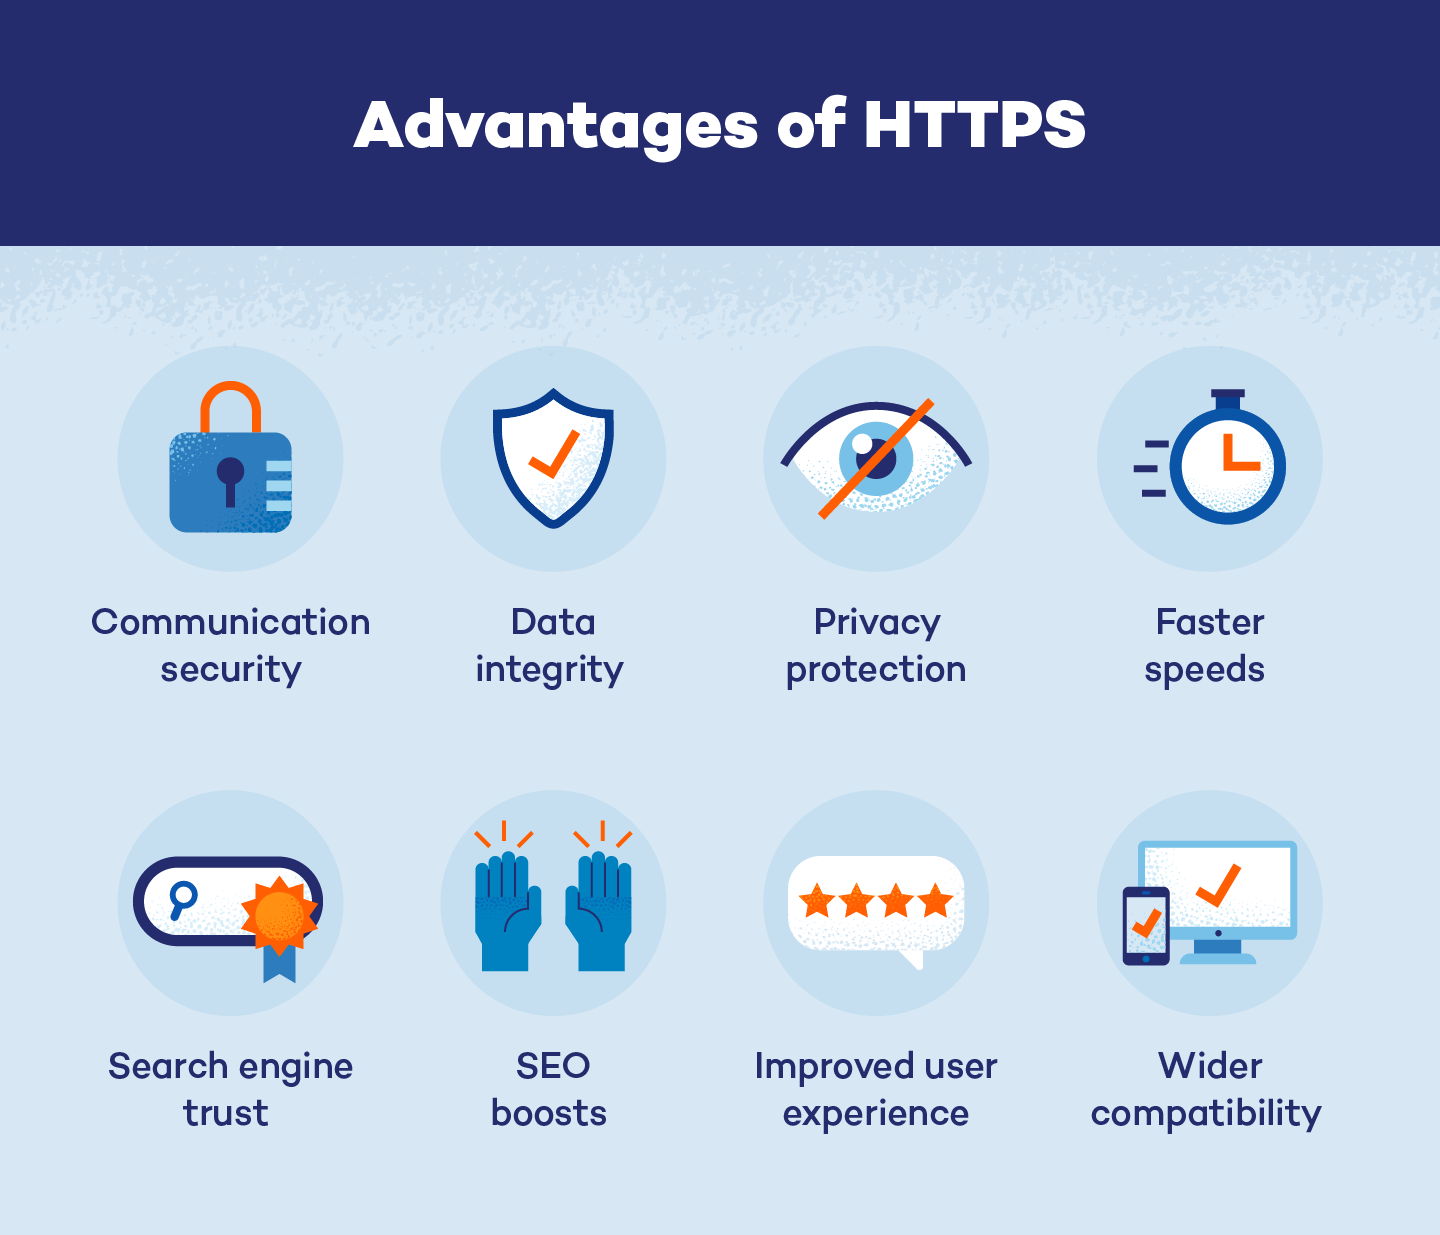 Advantages of HTTPS
Communication
security
Data
integrity
Privacy
protection
Faster
speeds
Search engine
trust
SEO
boosts
Improved user
experience
Wider
compatibility